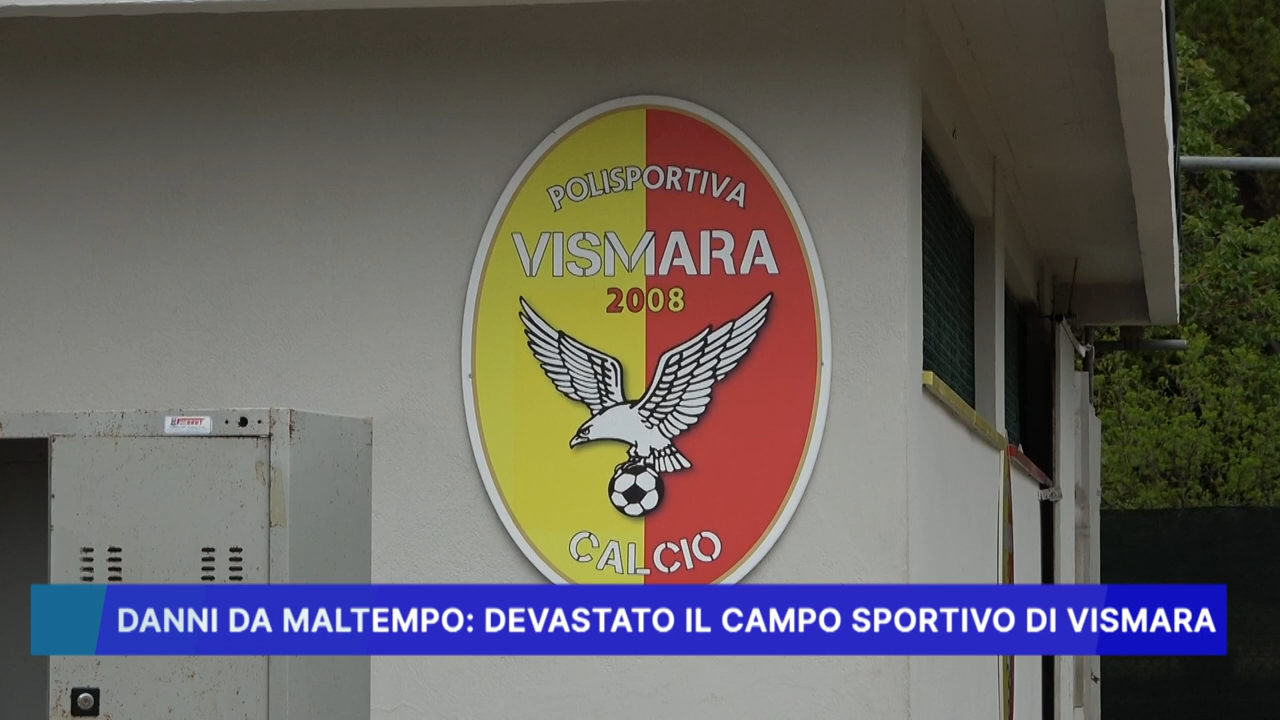 POLISPORTIVA
VISMARA
2008
CALCIO
DANNI DA MALTEMPO: DEVASTATO IL CAMPO SPORTIVO DI VISMARA